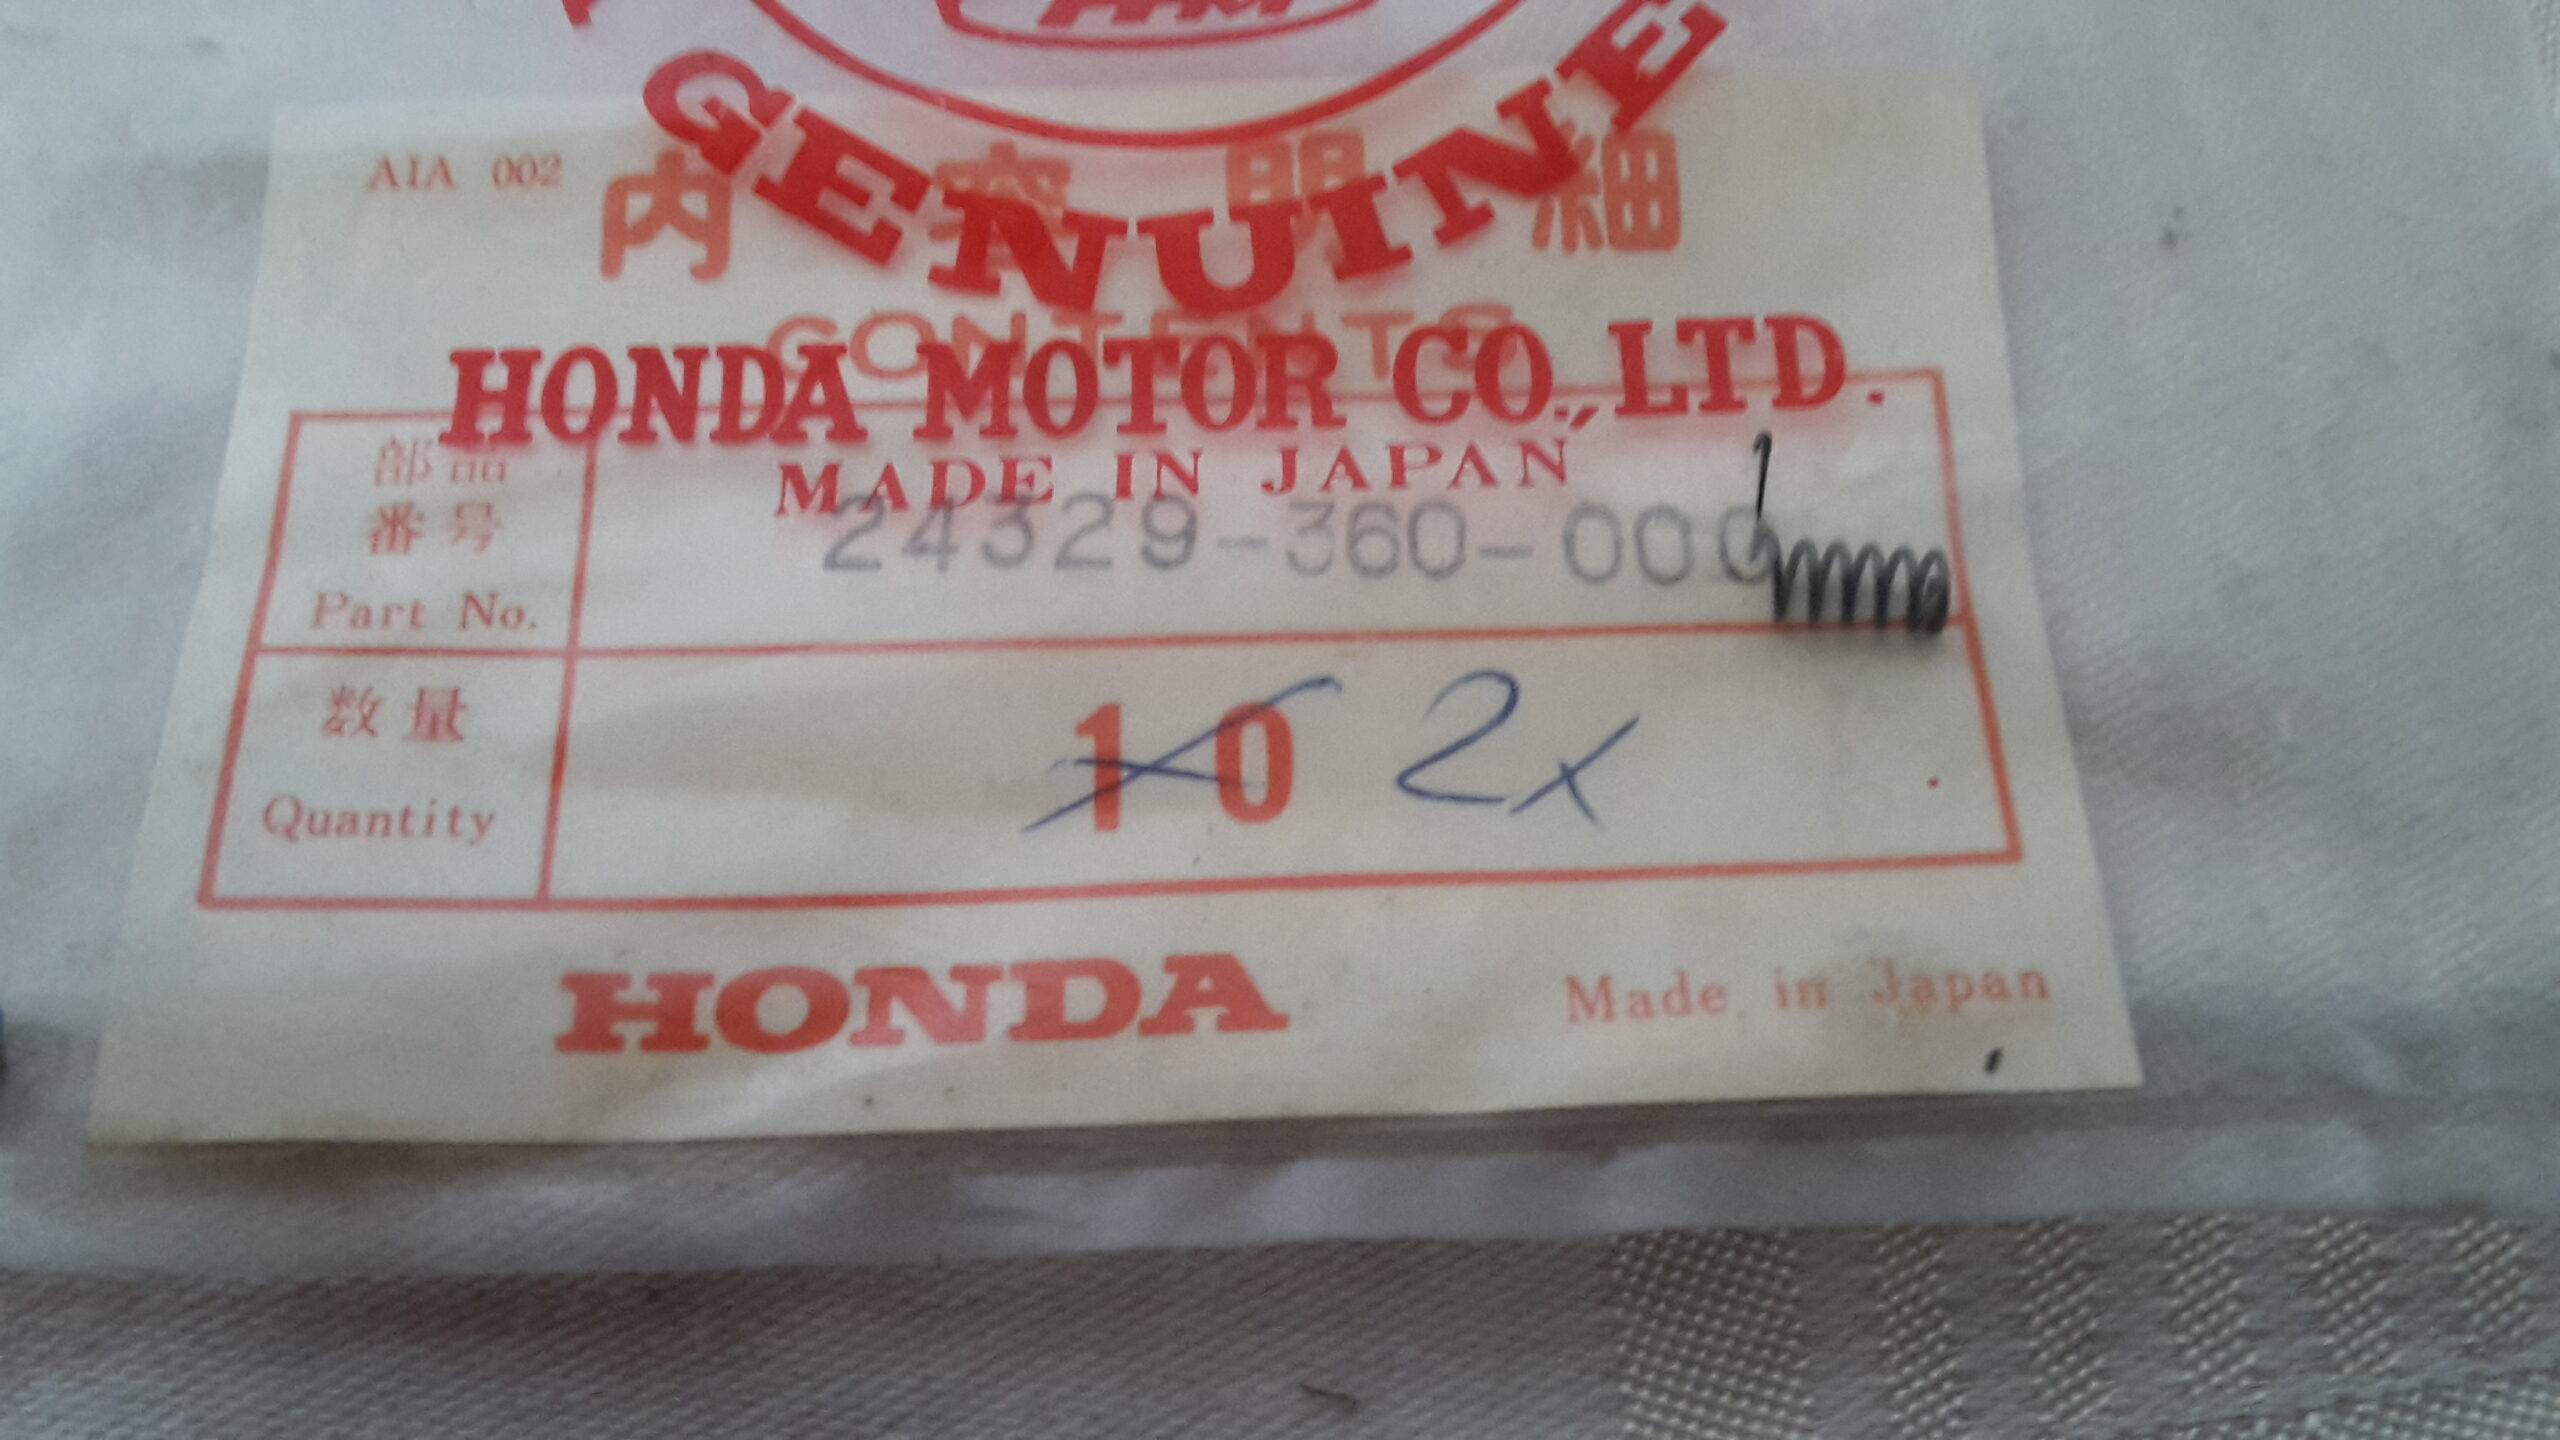 HM
GENUINE
AIA 002
内容明細
CONTENTS
HONDA MOTOR CO., LTD.
MADE IN JAPAN
部品
番号
Part No.
24329-360-000
数量
Quantity
10 2x
HONDA
Made in Japan